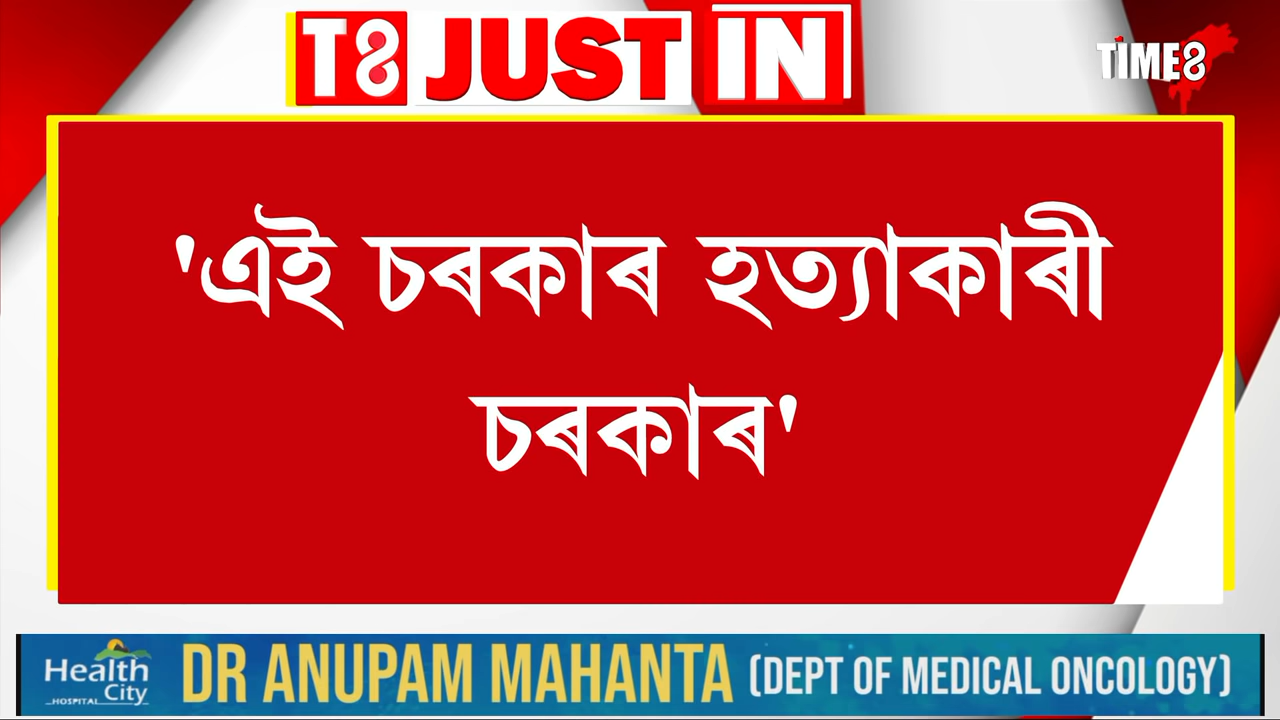 T8 JUST IN
TIME8
'এই চৰকাৰ হত্যাকাৰী
চৰকাৰ'
Health
City
HOSPITAL
DR ANUPAM MAHANTA (DEPT OF MEDICAL ONCOLOGY)